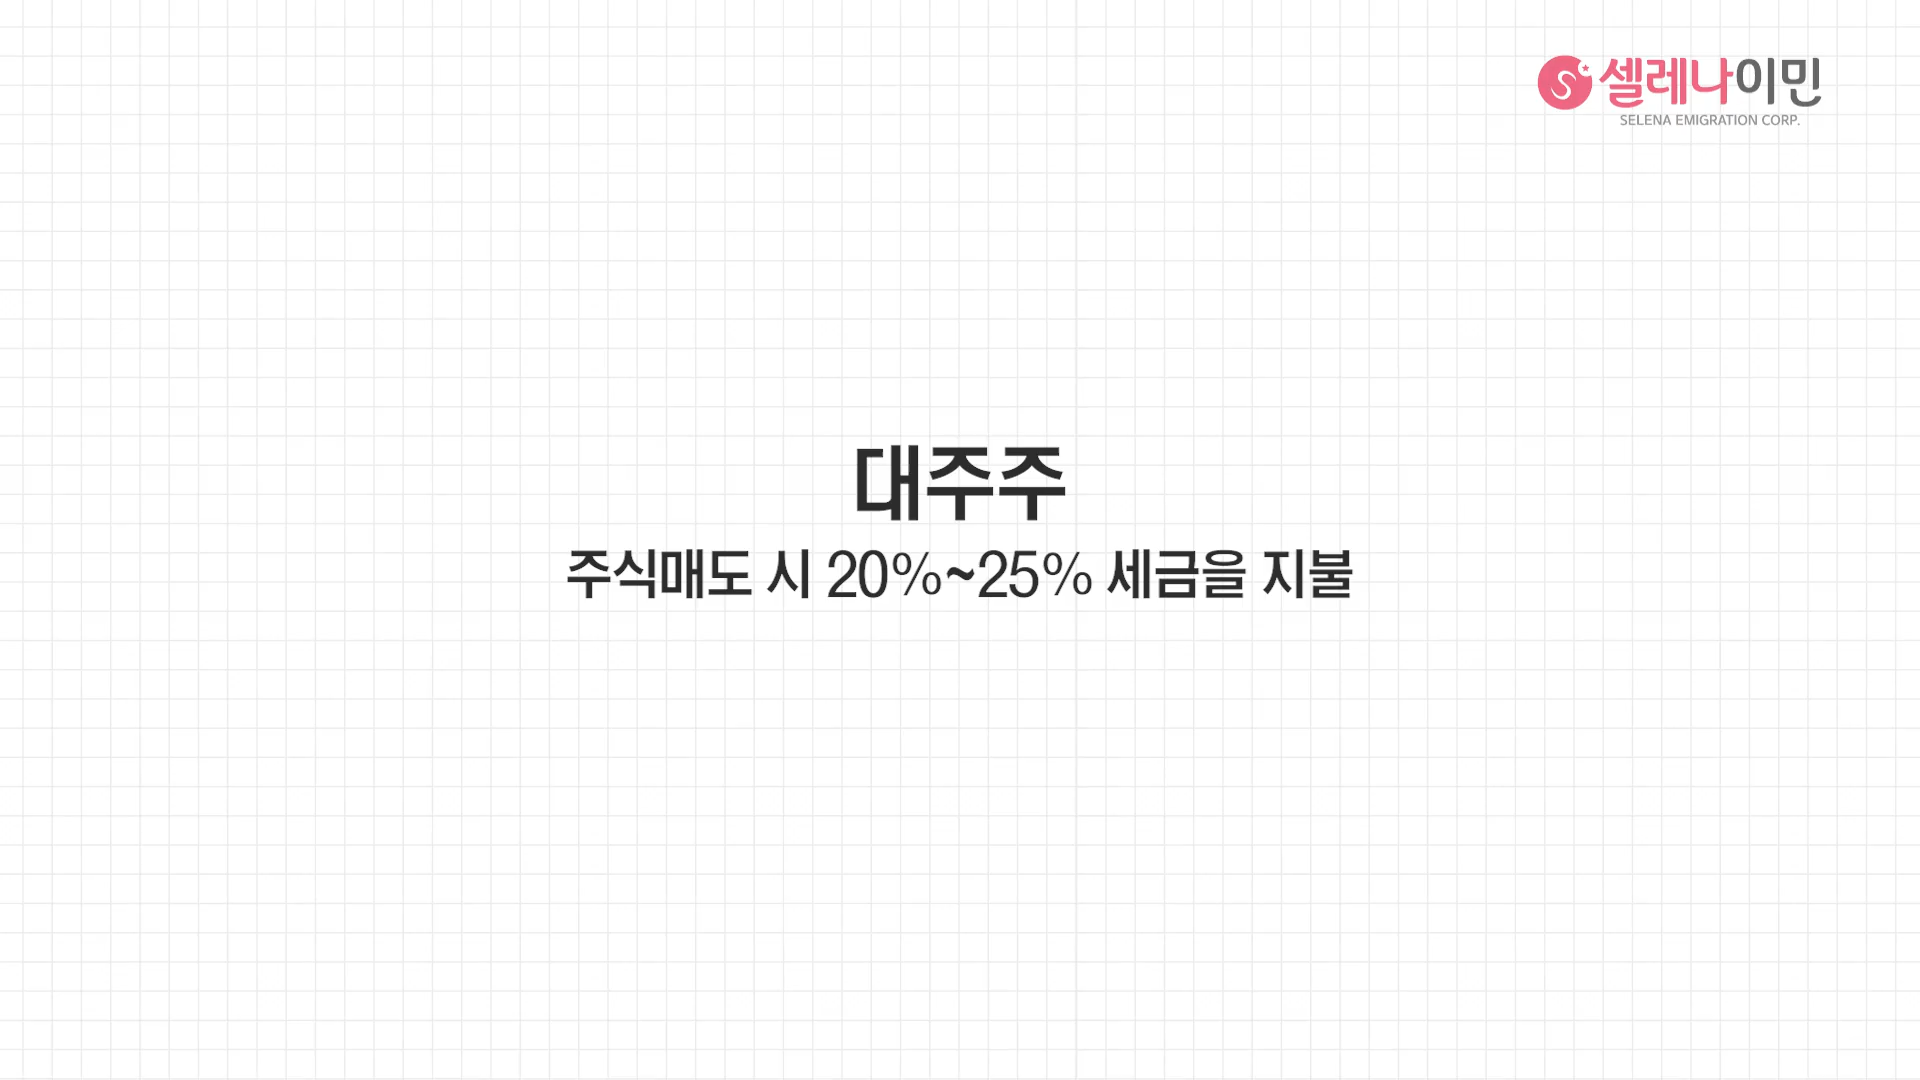 셀레나이민
SELENA EMIGRATION CORP.
대주주
주식매도 시 20%~25% 세금을 지불